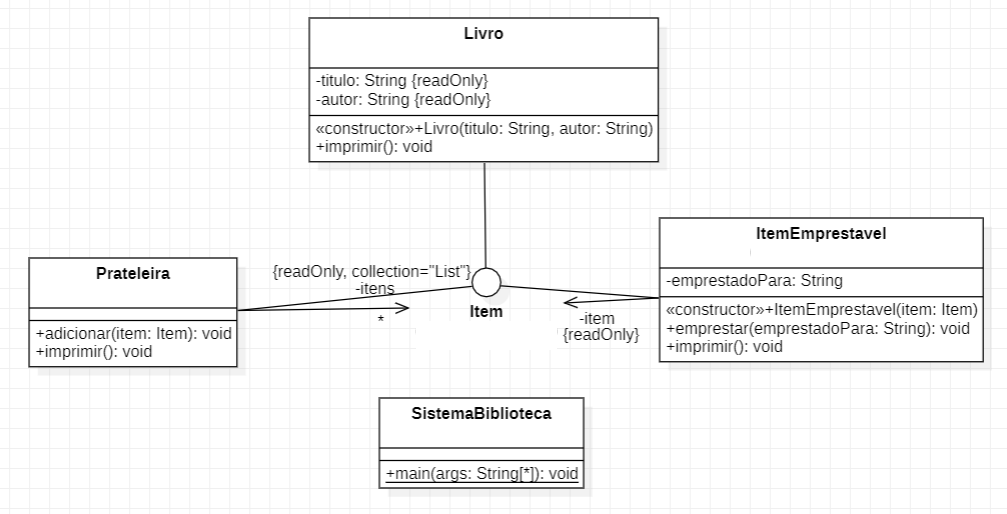 Livro
-titulo: String {readOnly}
-autor: String {readOnly}
«constructor»+Livro(titulo: String, autor: String)
+imprimir(): void
ItemEmprestavel
-emprestadoPara: String
«constructor»+ItemEmprestavel(item: Item)
+emprestar(emprestadoPara: String): void
+imprimir(): void
Prateleira
+adicionar(item: Item): void
+imprimir(): void
{readOnly, collection="List"}
-itens
*
Item
-item
{readOnly}
SistemaBiblioteca
+main(args: String[*]): void